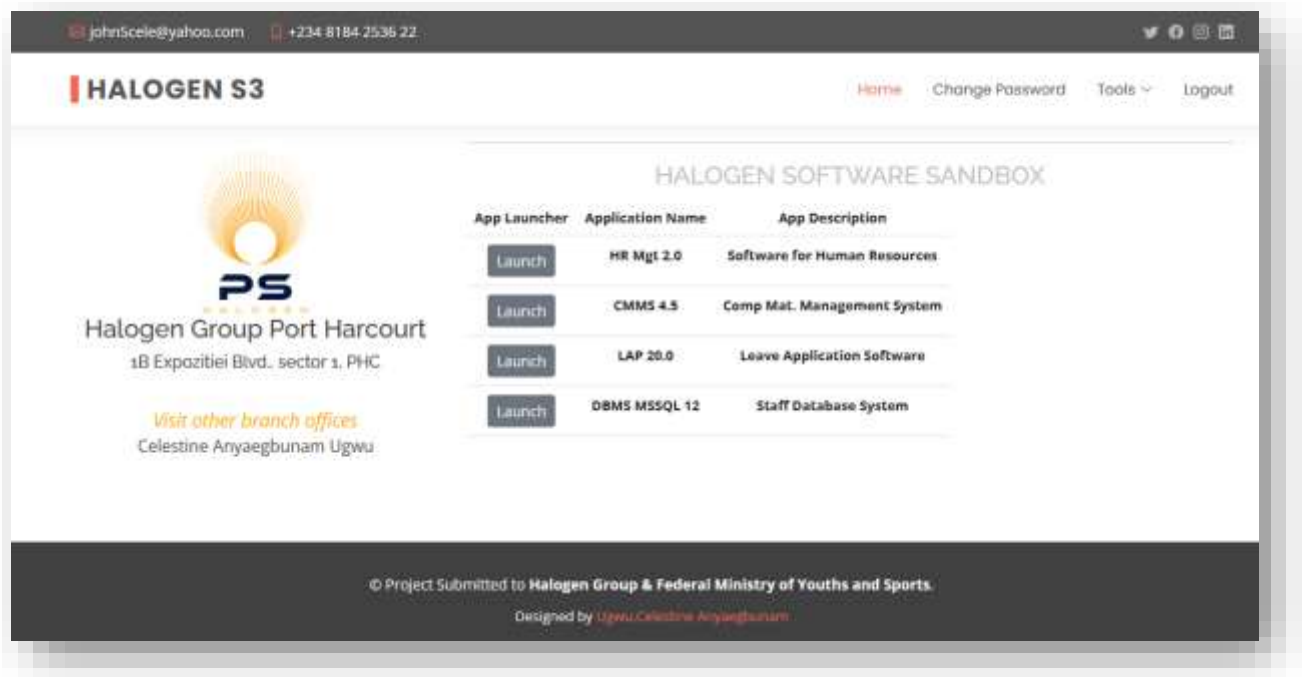 johnScele@yahoo.com +234 8184 2536 22
HALOGEN S3
Home Change Password Tools Logout
PS
HALOGEN
Halogen Group Port Harcourt
1B Expozitiei Blvd., sector 1, PHC
Visit other branch offices
Celestine Anyaegbunam Ugwu
HALOGEN SOFTWARE SANDBOX
App Launcher Application Name App Description
Launch HR Mgt 2.0 Software for Human Resources
Launch CMMS 4.5 Comp Mat. Management System
Launch LAP 20.0 Leave Application Software
Launch DBMS MSSQL 12 Staff Database System
© Project Submitted to Halogen Group & Federal Ministry of Youths and Sports.
Designed by Ugwu Celestine Anyaegbunam